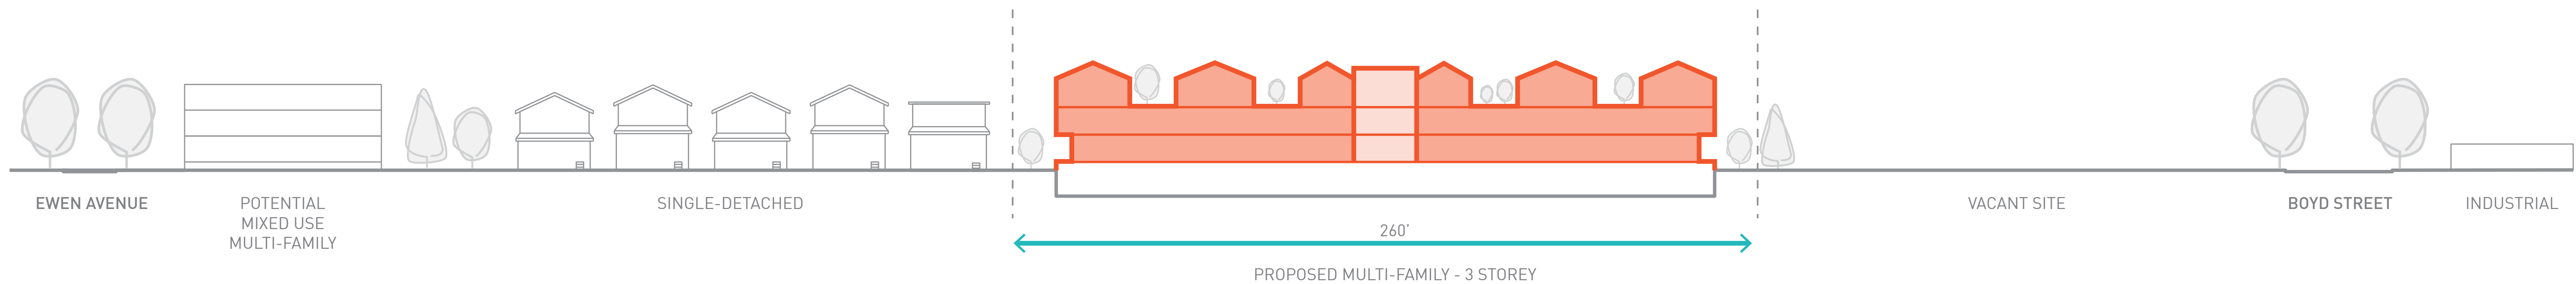 EWEN AVENUE
POTENTIAL
MIXED USE
MULTI-FAMILY
SINGLE-DETACHED
260'
PROPOSED MULTI-FAMILY - 3 STOREY
VACANT SITE
BOYD STREET
INDUSTRIAL